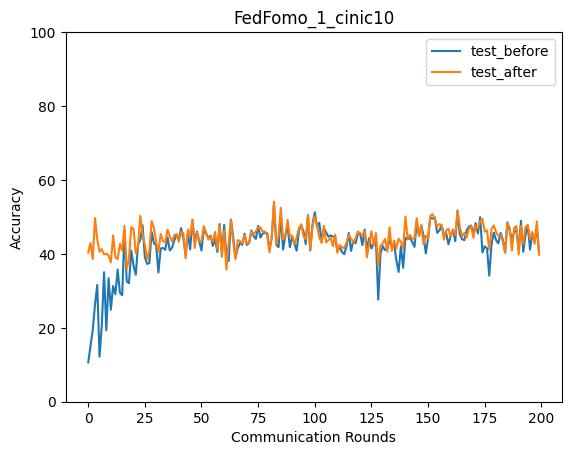 FedFomo_1_cinic10
test_before
test_after
100
80
60
40
20
0
Accuracy
0 25 50 75 100 125 150 175 200
Communication Rounds